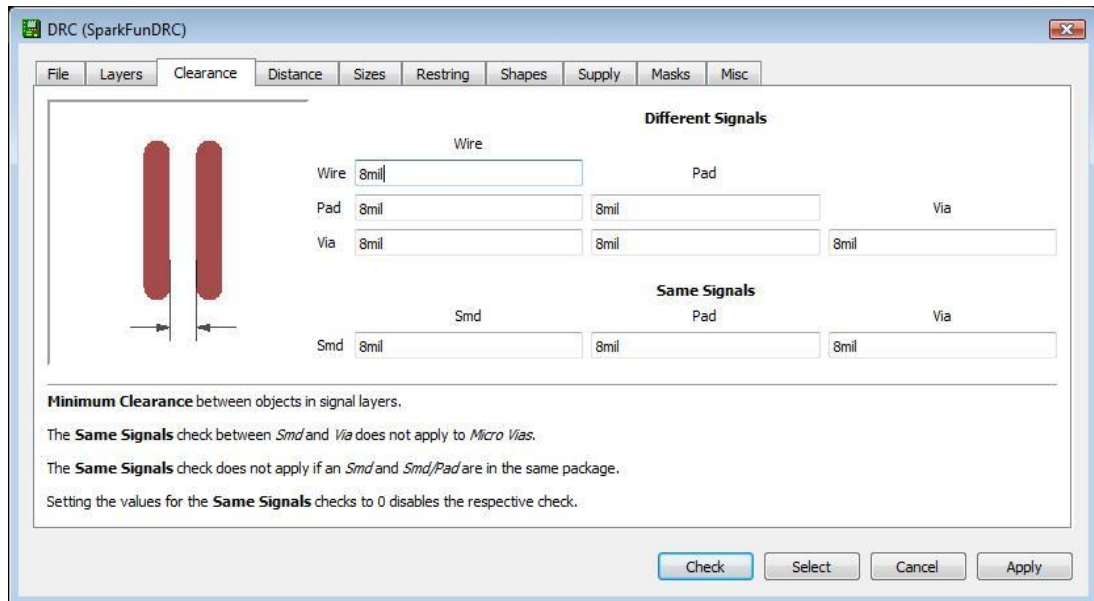 DRC (SparkFunDRC)
File Layers Clearance Distance Sizes Restring Shapes Supply Masks Misc
Different Signals
Wire
Wire 8mil Pad
Pad 8mil 8mil Via
Via 8mil 8mil 8mil
Same Signals
Smd Pad Via
Smd 8mil 8mil 8mil
Minimum Clearance between objects in signal layers.
The Same Signals check between Smd and Via does not apply to Micro Vias.
The Same Signals check does not apply if an Smd and Smd/Pad are in the same package.
Setting the values for the Same Signals checks to 0 disables the respective check.
Check Select Cancel Apply